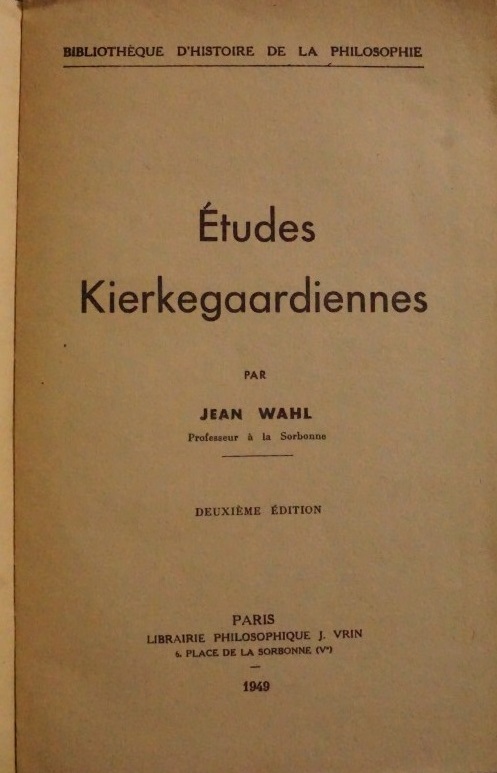 BIBLIOTHÈQUE D'HISTOIRE DE LA PHILOSOPHIE
Études
Kierkegaardiennes
PAR
JEAN WAHL
Professeur à la Sorbonne
DEUXIÈME ÉDITION
PARIS
LIBRAIRIE PHILOSOPHIQUE J. VRIN
6, PLACE DE LA SORBONNE (Vᵉ)
1949